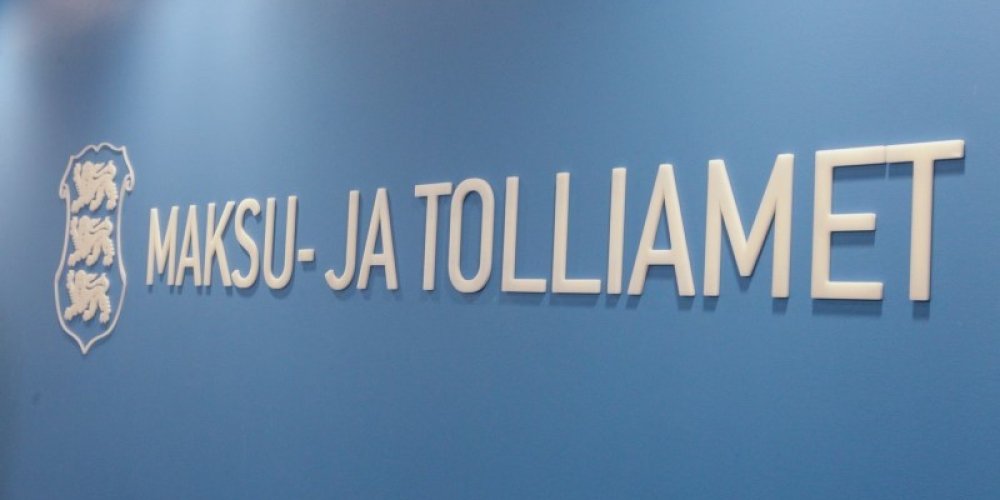 MAKSU- JA TOLLIAMET